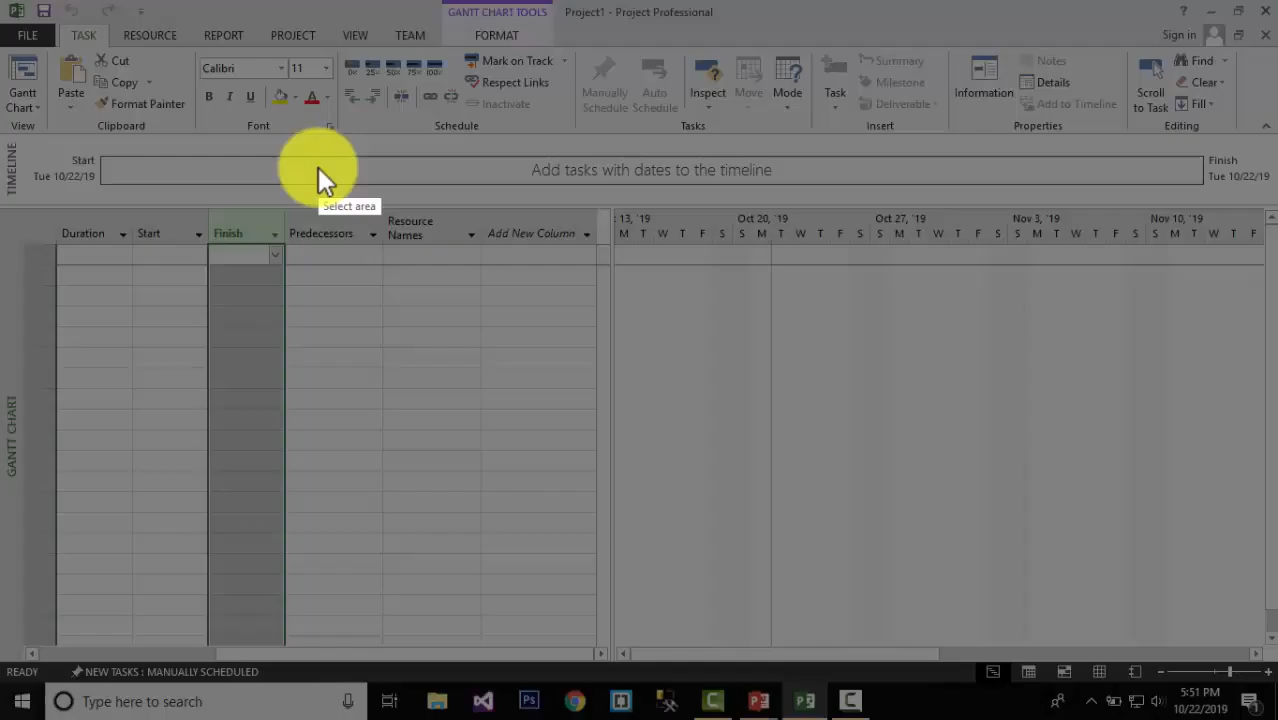 GANTT CHART TOOLS
Project1 - Project Professional
?
FILE
TASK
RESOURCE
REPORT
PROJECT
VIEW
TEAM
FORMAT
Sign in
Gantt
Chart
View
Paste
Cut
Copy
Format Painter
Clipboard
Calibri
11
B I U A
Font
0% 25% 50% 75% 100%
Mark on Track
Respect Links
Inactivate
Schedule
Manually
Schedule
Auto
Schedule
Inspect
Move
Mode
Tasks
Task
Summary
Milestone
Deliverable
Insert
Information
Notes
Details
Add to Timeline
Properties
Scroll
to Task
Find
Clear
Fill
Editing
TIMELINE
Start
Tue 10/22/19
Add tasks with dates to the timeline
Finish
Tue 10/22/19
Select area
Duration
Start
Finish
Predecessors
Resource
Names
Add New Column
13, '19
Oct 20, '19
Oct 27, '19
Nov 3, '19
Nov 10, '19
M T W T F S S M T W T F S S M T W T F S S M T W T F S S M T W T F
GANTT CHART
READY
NEW TASKS : MANUALLY SCHEDULED
Type here to search
5:51 PM
10/22/2019